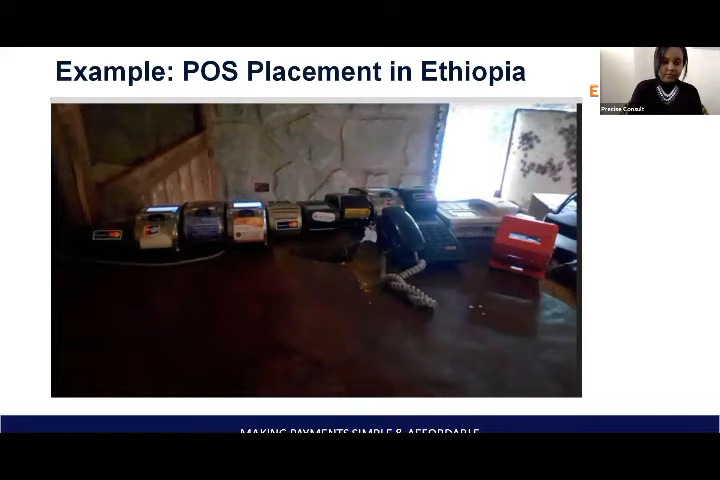 Example: POS Placement in Ethiopia
E
Precise Consult
MAKING PAYMENTS SIMPLE & AFFORDABLE